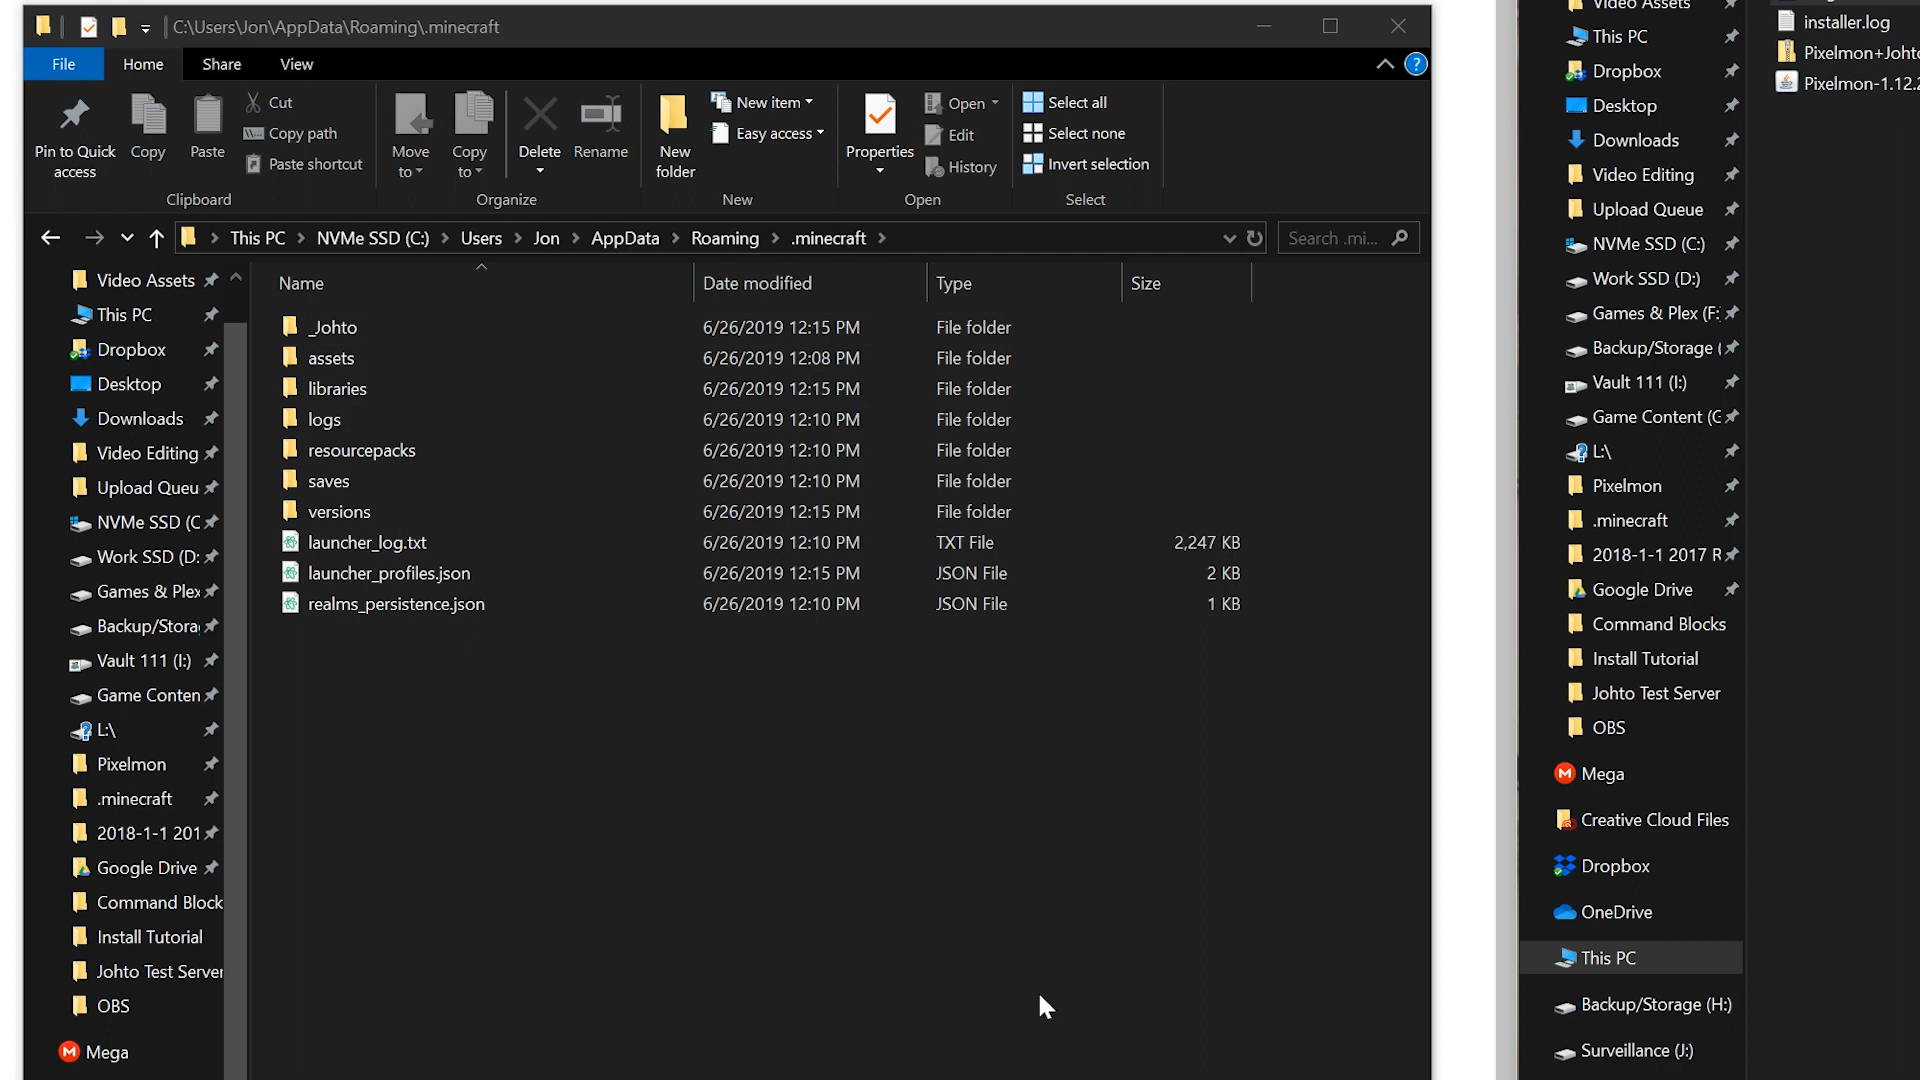 C:\Users\Jon\AppData\Roaming\.minecraft
File
Home
Share
View
?
Pin to Quick access
Copy
Paste
Cut
Copy path
Paste shortcut
Clipboard
Move to
Copy to
Delete
Rename
Organize
New folder
New item
Easy access
New
Properties
Open
Edit
History
Open
Select all
Select none
Invert selection
Select
This PC > NVMe SSD (C:) > Users > Jon > AppData > Roaming > .minecraft >
Search .mi...
Video Assets
This PC
Dropbox
Desktop
Downloads
Video Editing
Upload Queu
NVMe SSD (C
Work SSD (D:
Games & Plex
Backup/Stora
Vault 111 (I:)
Game Conten
L:\
Pixelmon
.minecraft
2018-1-1 201
Google Drive
Command Block
Install Tutorial
Johto Test Server
OBS
M Mega
Name Date modified Type Size
_Johto 6/26/2019 12:15 PM File folder
assets 6/26/2019 12:08 PM File folder
libraries 6/26/2019 12:15 PM File folder
logs 6/26/2019 12:10 PM File folder
resourcepacks 6/26/2019 12:10 PM File folder
saves 6/26/2019 12:10 PM File folder
versions 6/26/2019 12:15 PM File folder
launcher_log.txt 6/26/2019 12:10 PM TXT File 2,247 KB
launcher_profiles.json 6/26/2019 12:15 PM JSON File 2 KB
realms_persistence.json 6/26/2019 12:10 PM JSON File 1 KB
Video Assets
This PC
Dropbox
Desktop
Downloads
Video Editing
Upload Queue
NVMe SSD (C:)
Work SSD (D:)
Games & Plex (F:
Backup/Storage (
Vault 111 (I:)
Game Content (G
L:\
Pixelmon
.minecraft
2018-1-1 2017 R
Google Drive
Command Blocks
Install Tutorial
Johto Test Server
OBS
M Mega
Creative Cloud Files
Dropbox
OneDrive
This PC
Backup/Storage (H:)
Surveillance (J:)
installer.log
Pixelmon+Johto
Pixelmon-1.12.2